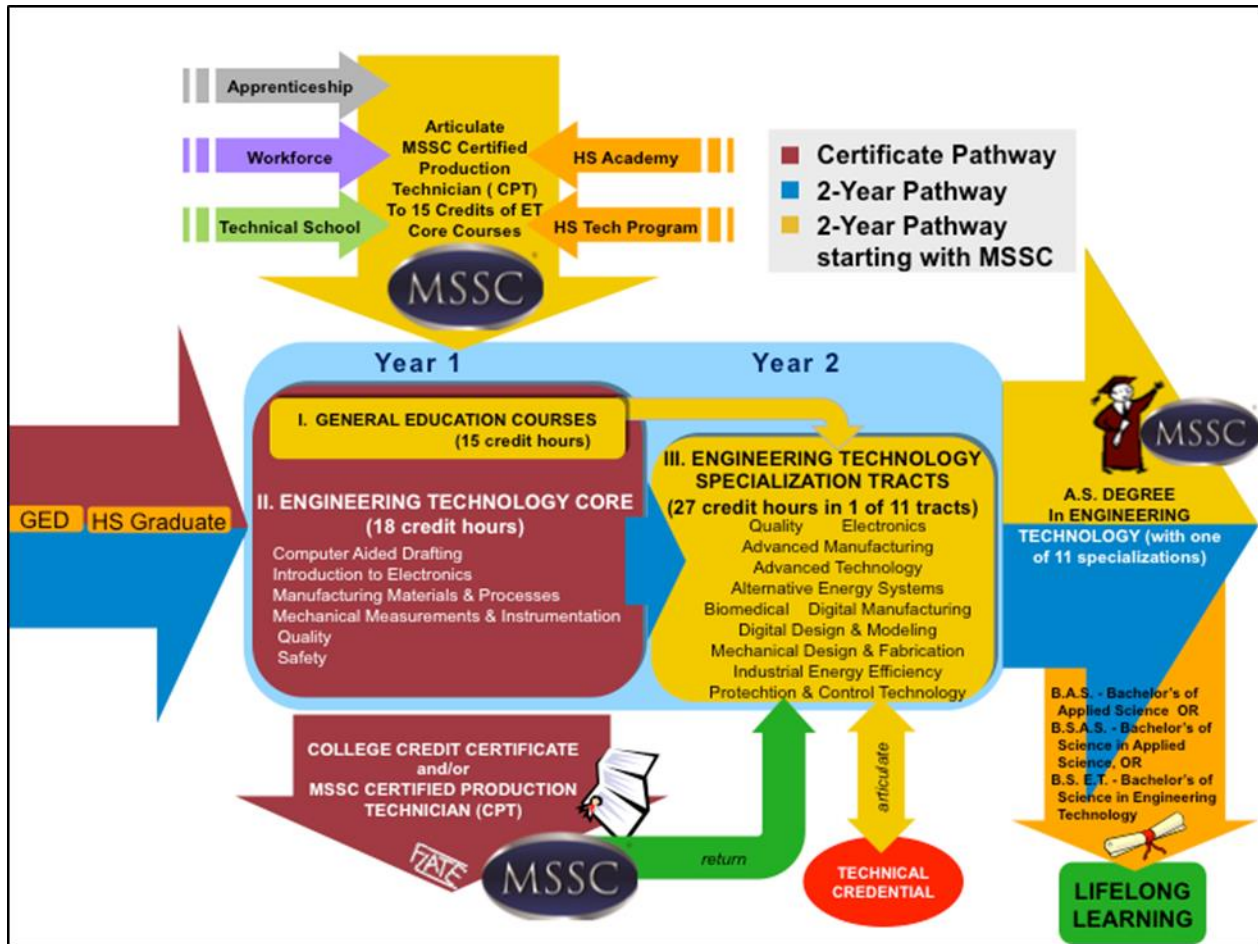 Apprenticeship
Workforce
Technical School
Articulate
MSSC Certified
Production
Technician ( CPT)
To 15 Credits of ET
Core Courses
HS Academy
HS Tech Program
MSSC
Certificate Pathway
2-Year Pathway
2-Year Pathway
starting with MSSC
Year 1
Year 2
GED
HS Graduate
I. GENERAL EDUCATION COURSES
(15 credit hours)
II. ENGINEERING TECHNOLOGY CORE
(18 credit hours)
Computer Aided Drafting
Introduction to Electronics
Manufacturing Materials & Processes
Mechanical Measurements & Instrumentation
Quality
Safety
III. ENGINEERING TECHNOLOGY
SPECIALIZATION TRACTS
(27 credit hours in 1 of 11 tracts)
Quality Electronics
Advanced Manufacturing
Advanced Technology
Alternative Energy Systems
Biomedical Digital Manufacturing
Digital Design & Modeling
Mechanical Design & Fabrication
Industrial Energy Efficiency
Protechtion & Control Technology
MSSC
A.S. DEGREE
In ENGINEERING
TECHNOLOGY (with one
of 11 specializations)
COLLEGE CREDIT CERTIFICATE
and/or
MSSC CERTIFIED PRODUCTION
TECHNICIAN (CPT)
FLATE
MSSC
return
articulate
TECHNICAL
CREDENTIAL
B.A.S. - Bachelor's of
Applied Science OR
B.S.A.S. - Bachelor's of
Science in Applied
Science, OR
B.S. E.T. - Bachelor's of
Science in Engineering
Technology
LIFELONG
LEARNING